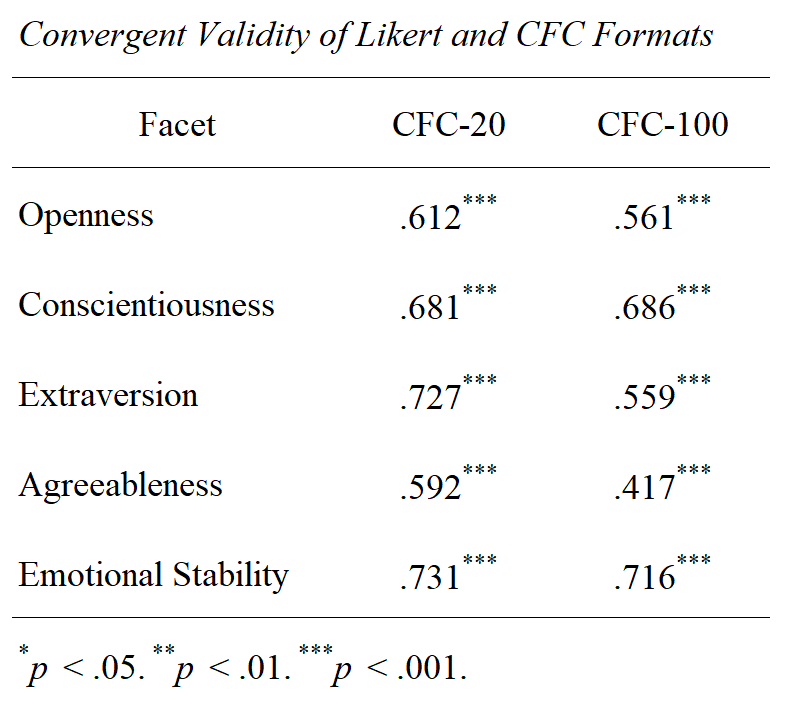 Convergent Validity of Likert and CFC Formats
Facet CFC-20 CFC-100
Openness .612*** .561***
Conscientiousness .681*** .686***
Extraversion .727*** .559***
Agreeableness .592*** .417***
Emotional Stability .731*** .716***
*p < .05. **p < .01. ***p < .001.